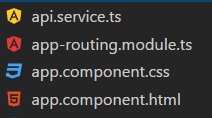 api.service.ts
app-routing.module.ts
app.component.css
app.component.html